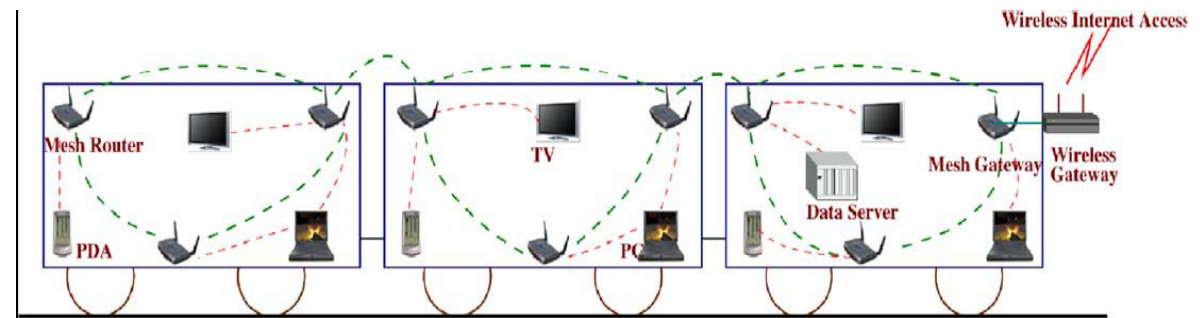 Wireless Internet Access
Mesh Router
TV
Mesh Gateway
Wireless
Gateway
Data Server
PDA
PC